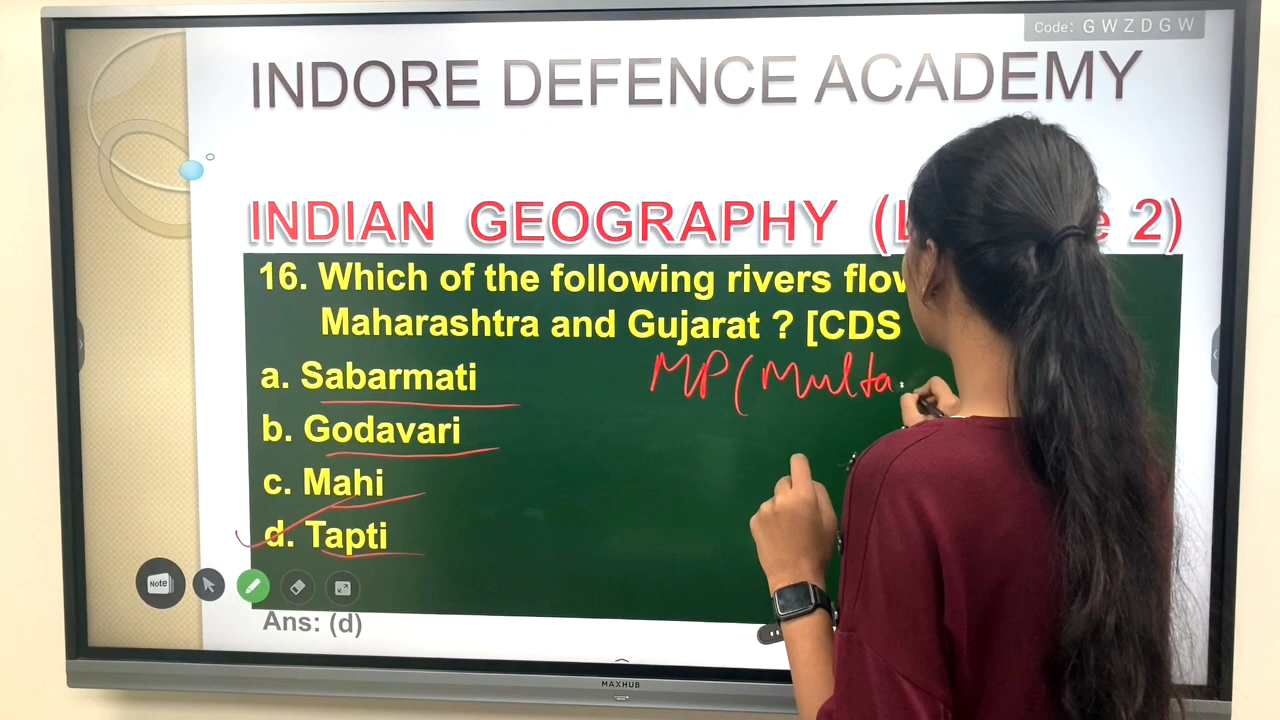 Code: GWZDGW
INDORE DEFENCE ACADEMY
INDIAN GEOGRAPHY ( 2)
16. Which of the following rivers
Maharashtra and Gujarat ? [CDS
MP (Multa
a. Sabarmati
b. Godavari
c. Mahi
d. Tapti
Note
Ans: (d)
MAXHUB